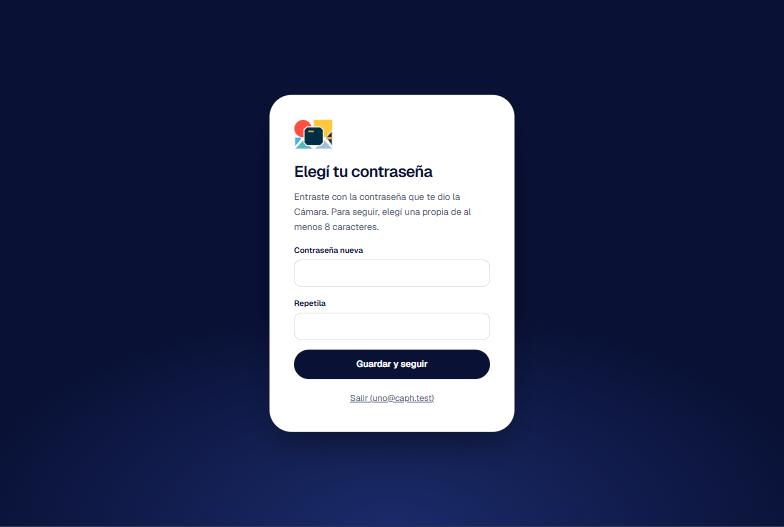 Elegí tu contraseña
Entraste con la contraseña que te dio la
Cámara. Para seguir, elegí una propia de al
menos 8 caracteres.
Contraseña nueva
Repetila
Guardar y seguir
Salir (uno@caph.test)